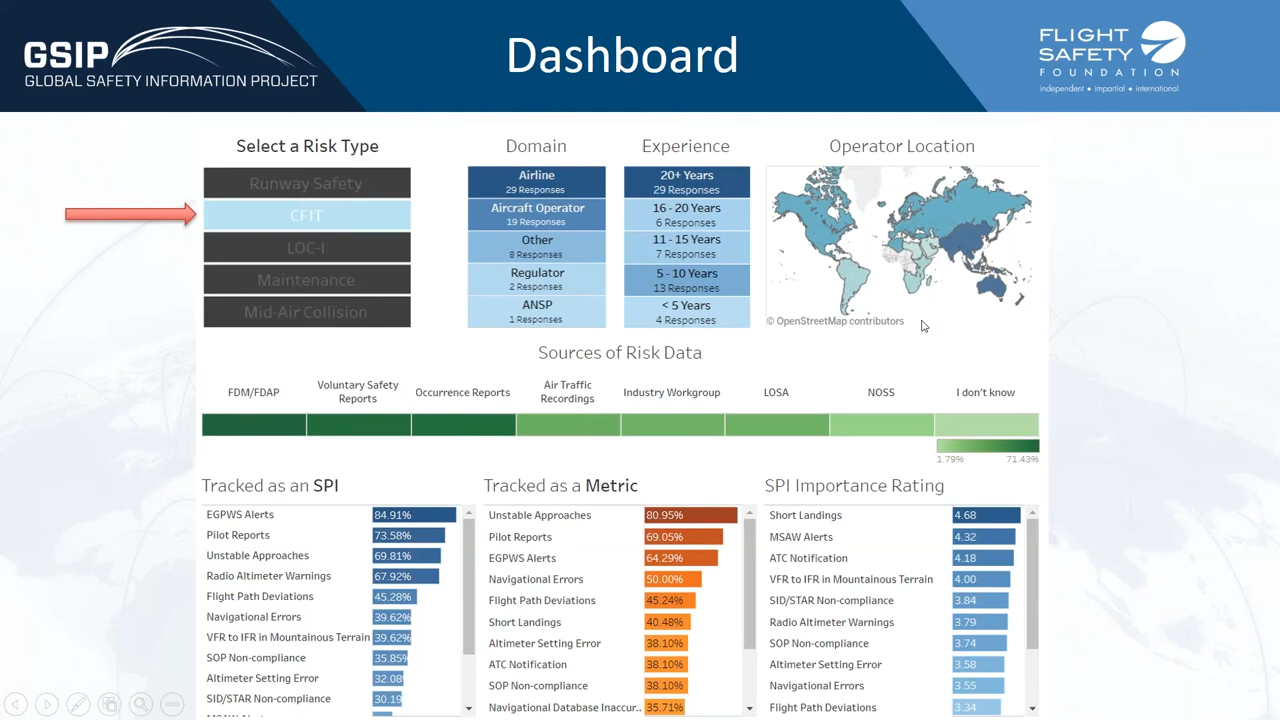 GSIP
GLOBAL SAFETY INFORMATION PROJECT
Dashboard
FLIGHT
SAFETY
FOUNDATION
independent • impartial • international
Select a Risk Type
Runway Safety
CFIT
LOC-I
Maintenance
Mid-Air Collision
Domain
Airline
29 Responses
Aircraft Operator
19 Responses
Other
8 Responses
Regulator
2 Responses
ANSP
1 Responses
Experience
20+ Years
29 Responses
16 - 20 Years
6 Responses
11 - 15 Years
7 Responses
5 - 10 Years
13 Responses
< 5 Years
4 Responses
Operator Location
© OpenStreetMap contributors
Sources of Risk Data
FDM/FDAP
Voluntary Safety
Reports
Occurrence Reports
Air Traffic
Recordings
Industry Workgroup
LOSA
NOSS
I don't know
1.79% 71.43%
Tracked as an SPI
EGPWS Alerts 84.91%
Pilot Reports 73.58%
Unstable Approaches 69.81%
Radio Altimeter Warnings 67.92%
Flight Path Deviations 45.28%
Navigational Errors 39.62%
VFR to IFR in Mountainous Terrain 39.62%
SOP Non-compliance 35.85%
Altimeter Setting Error 32.08%
SID/STAR Non-compliance 30.19
Tracked as a Metric
Unstable Approaches 80.95%
Pilot Reports 69.05%
EGPWS Alerts 64.29%
Navigational Errors 50.00%
Flight Path Deviations 45.24%
Short Landings 40.48%
Altimeter Setting Error 38.10%
ATC Notification 38.10%
SOP Non-compliance 38.10%
Navigational Database Inaccur.. 35.71%
SPI Importance Rating
Short Landings 4.68
MSAW Alerts 4.32
ATC Notification 4.18
VFR to IFR in Mountainous Terrain 4.00
SID/STAR Non-compliance 3.84
Radio Altimeter Warnings 3.79
SOP Non-compliance 3.74
Altimeter Setting Error 3.58
Navigational Errors 3.55
Flight Path Deviations 3.34